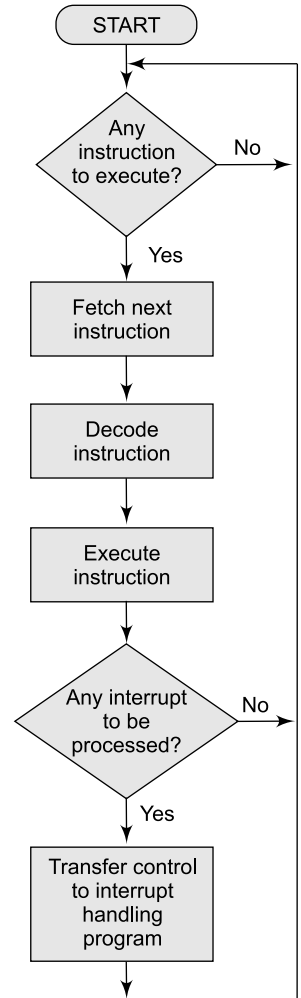 START
Any
instruction
to execute?
No
Yes
Fetch next
instruction
Decode
instruction
Execute
instruction
Any interrupt
to be
processed?
No
Yes
Transfer control
to interrupt
handling
program